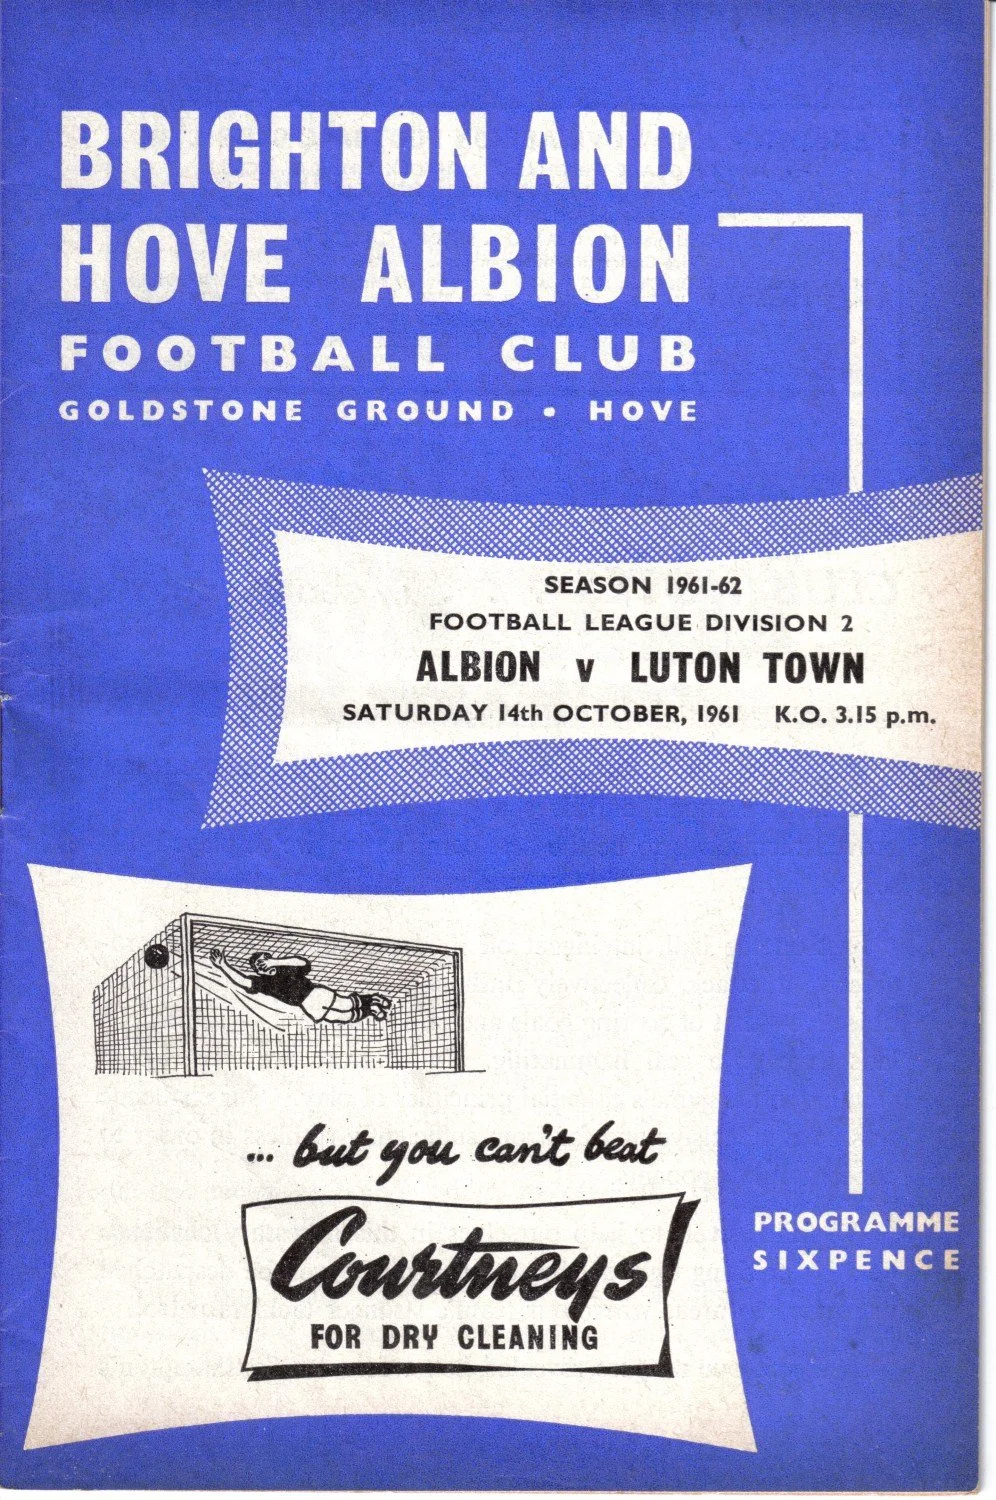 BRIGHTON AND
HOVE ALBION
FOOTBALL CLUB
GOLDSTONE GROUND • HOVE
SEASON 1961-62
FOOTBALL LEAGUE DIVISION 2
ALBION v LUTON TOWN
SATURDAY 14th OCTOBER, 1961 K.O. 3.15 p.m.
... but you can't beat
Courtneys
FOR DRY CLEANING
PROGRAMME
SIXPENCE